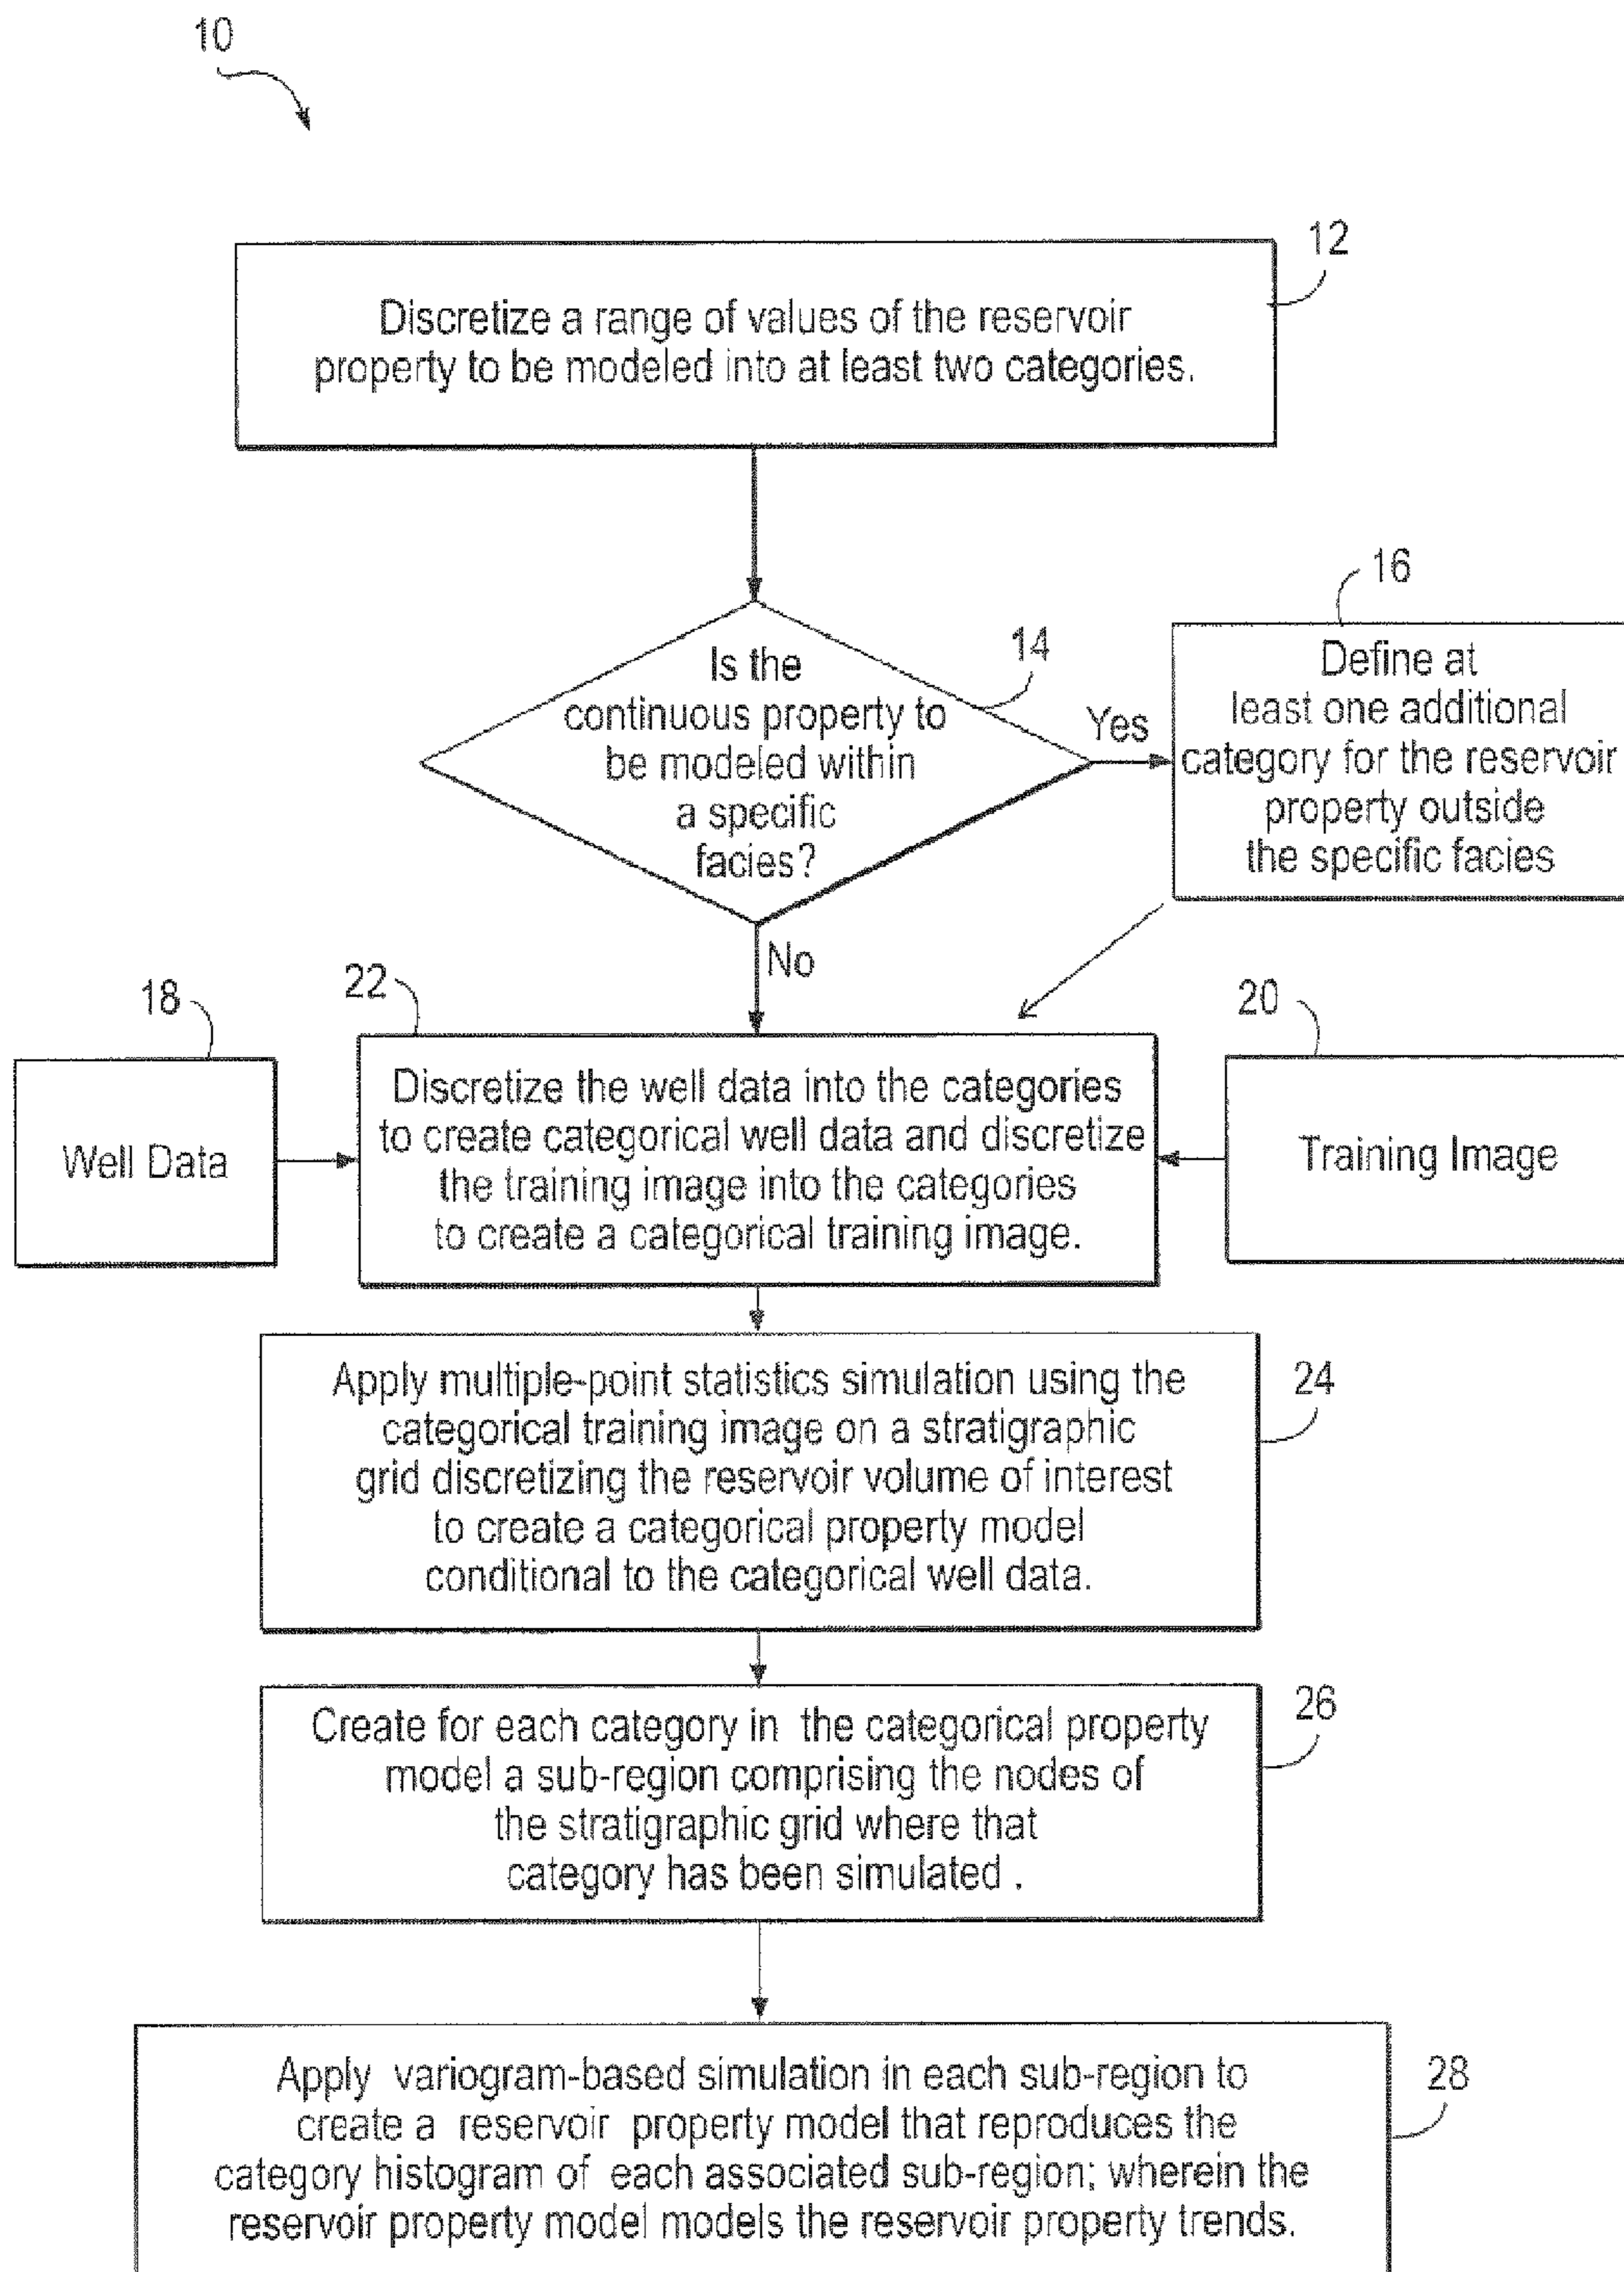 10
12
Discretize a range of values of the reservoir
property to be modeled into at least two categories.
14
Is the
continuous property to
be modeled within
a specific
facies?
Yes
16
Define at
least one additional
category for the reservoir
property outside
the specific facies
No
18
Well Data
22
Discretize the well data into the categories
to create categorical well data and discretize
the training image into the categories
to create a categorical training image.
20
Training Image
24
Apply multiple-point statistics simulation using the
categorical training image on a stratigraphic
grid discretizing the reservoir volume of interest
to create a categorical property model
conditional to the categorical well data.
26
Create for each category in the categorical property
model a sub-region comprising the nodes of
the stratigraphic grid where that
category has been simulated .
28
Apply variogram-based simulation in each sub-region to
create a reservoir property model that reproduces the
category histogram of each associated sub-region; wherein the
reservoir property model models the reservoir property trends.